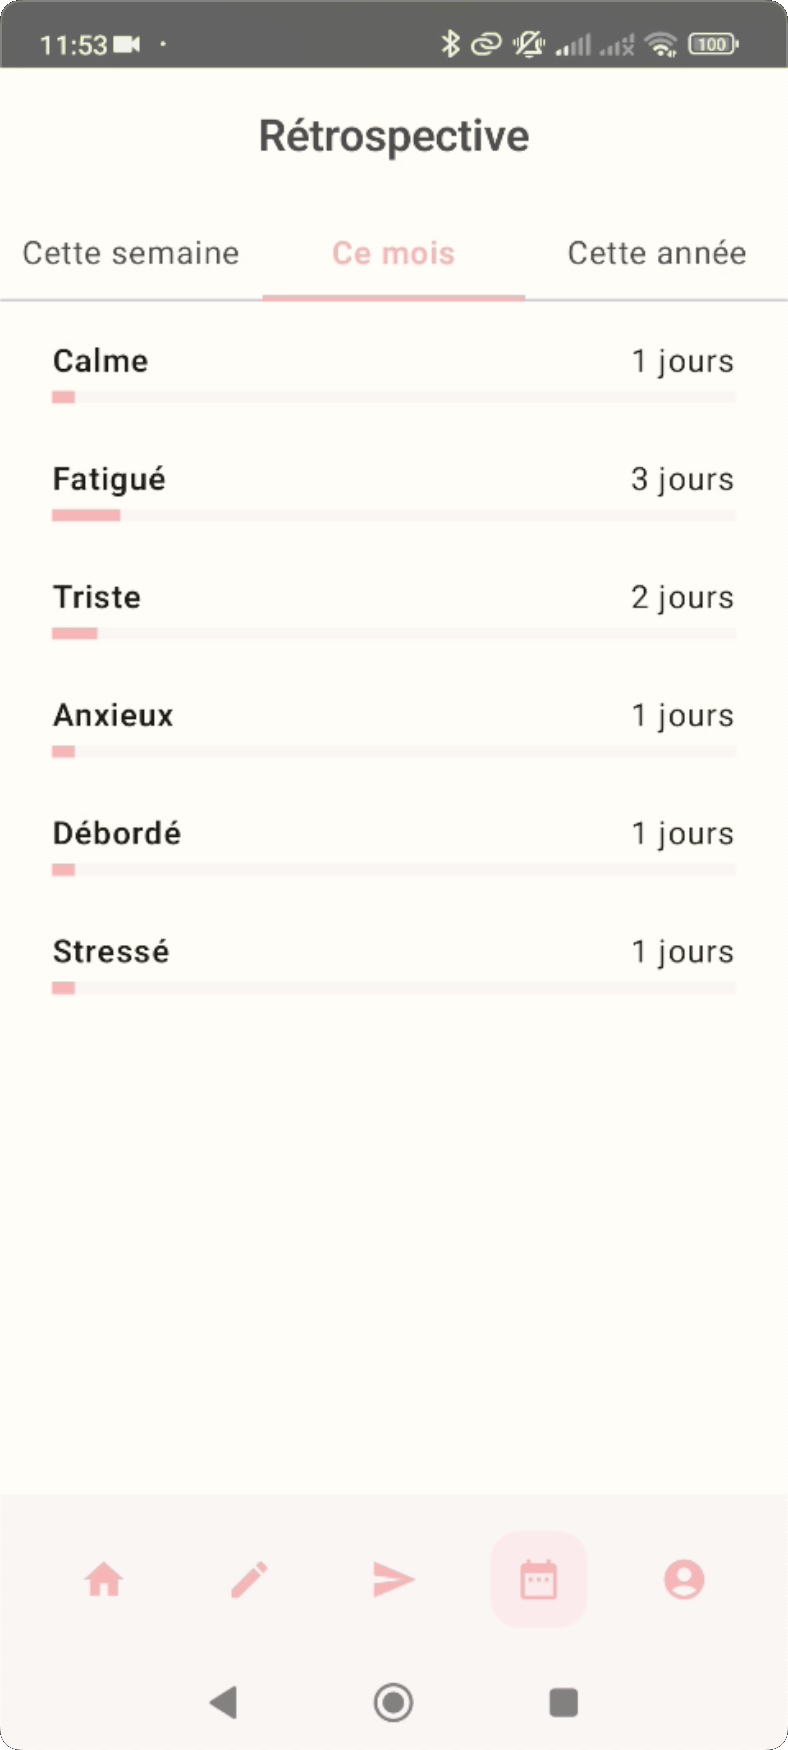 11:53
100
Rétrospective
Cette semaine
Ce mois
Cette année
Calme
1 jours
Fatigué
3 jours
Triste
2 jours
Anxieux
1 jours
Débordé
1 jours
Stressé
1 jours